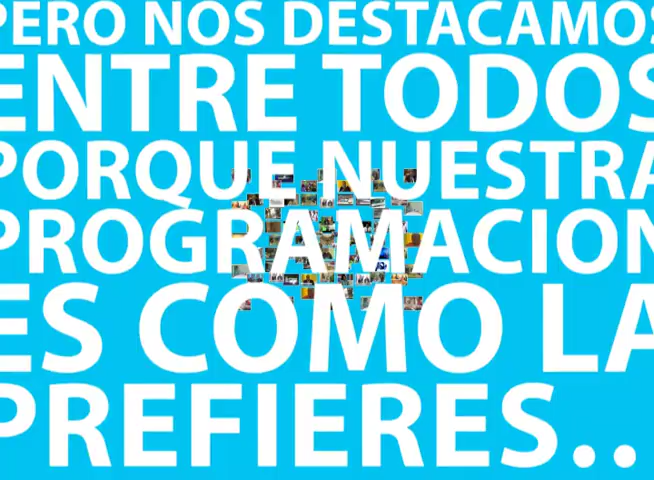 PERO NOS DESTACAMOS
ENTRE TODOS
PORQUE NUESTRA
PROGRAMACION
ES COMO LA
PREFIERES...